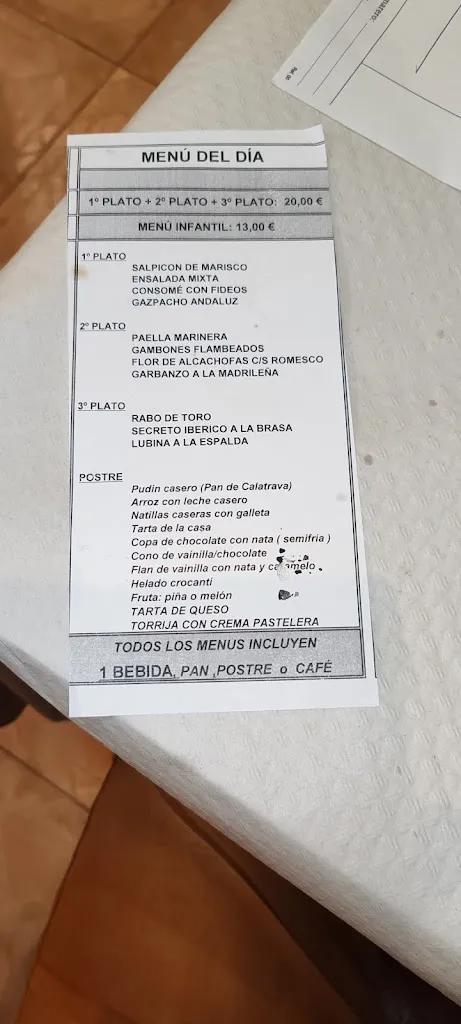 MENÚ DEL DÍA
1º PLATO + 2º PLATO + 3º PLATO: 20,00 €
MENÚ INFANTIL: 13,00 €
1º PLATO
SALPICON DE MARISCO
ENSALADA MIXTA
CONSOMÉ CON FIDEOS
GAZPACHO ANDALUZ
2º PLATO
PAELLA MARINERA
GAMBONES FLAMBEADOS
FLOR DE ALCACHOFAS C/S ROMESCO
GARBANZO A LA MADRILEÑA
3º PLATO
RABO DE TORO
SECRETO IBERICO A LA BRASA
LUBINA A LA ESPALDA
POSTRE
Pudin casero (Pan de Calatrava)
Arroz con leche casero
Natillas caseras con galleta
Tarta de la casa
Copa de chocolate con nata ( semifria )
Cono de vainilla/chocolate
Flan de vainilla con nata y caramelo
Helado crocanti
Fruta: piña o melón
TARTA DE QUESO
TORRIJA CON CREMA PASTELERA
TODOS LOS MENUS INCLUYEN
1 BEBIDA, PAN ,POSTRE o CAFÉ